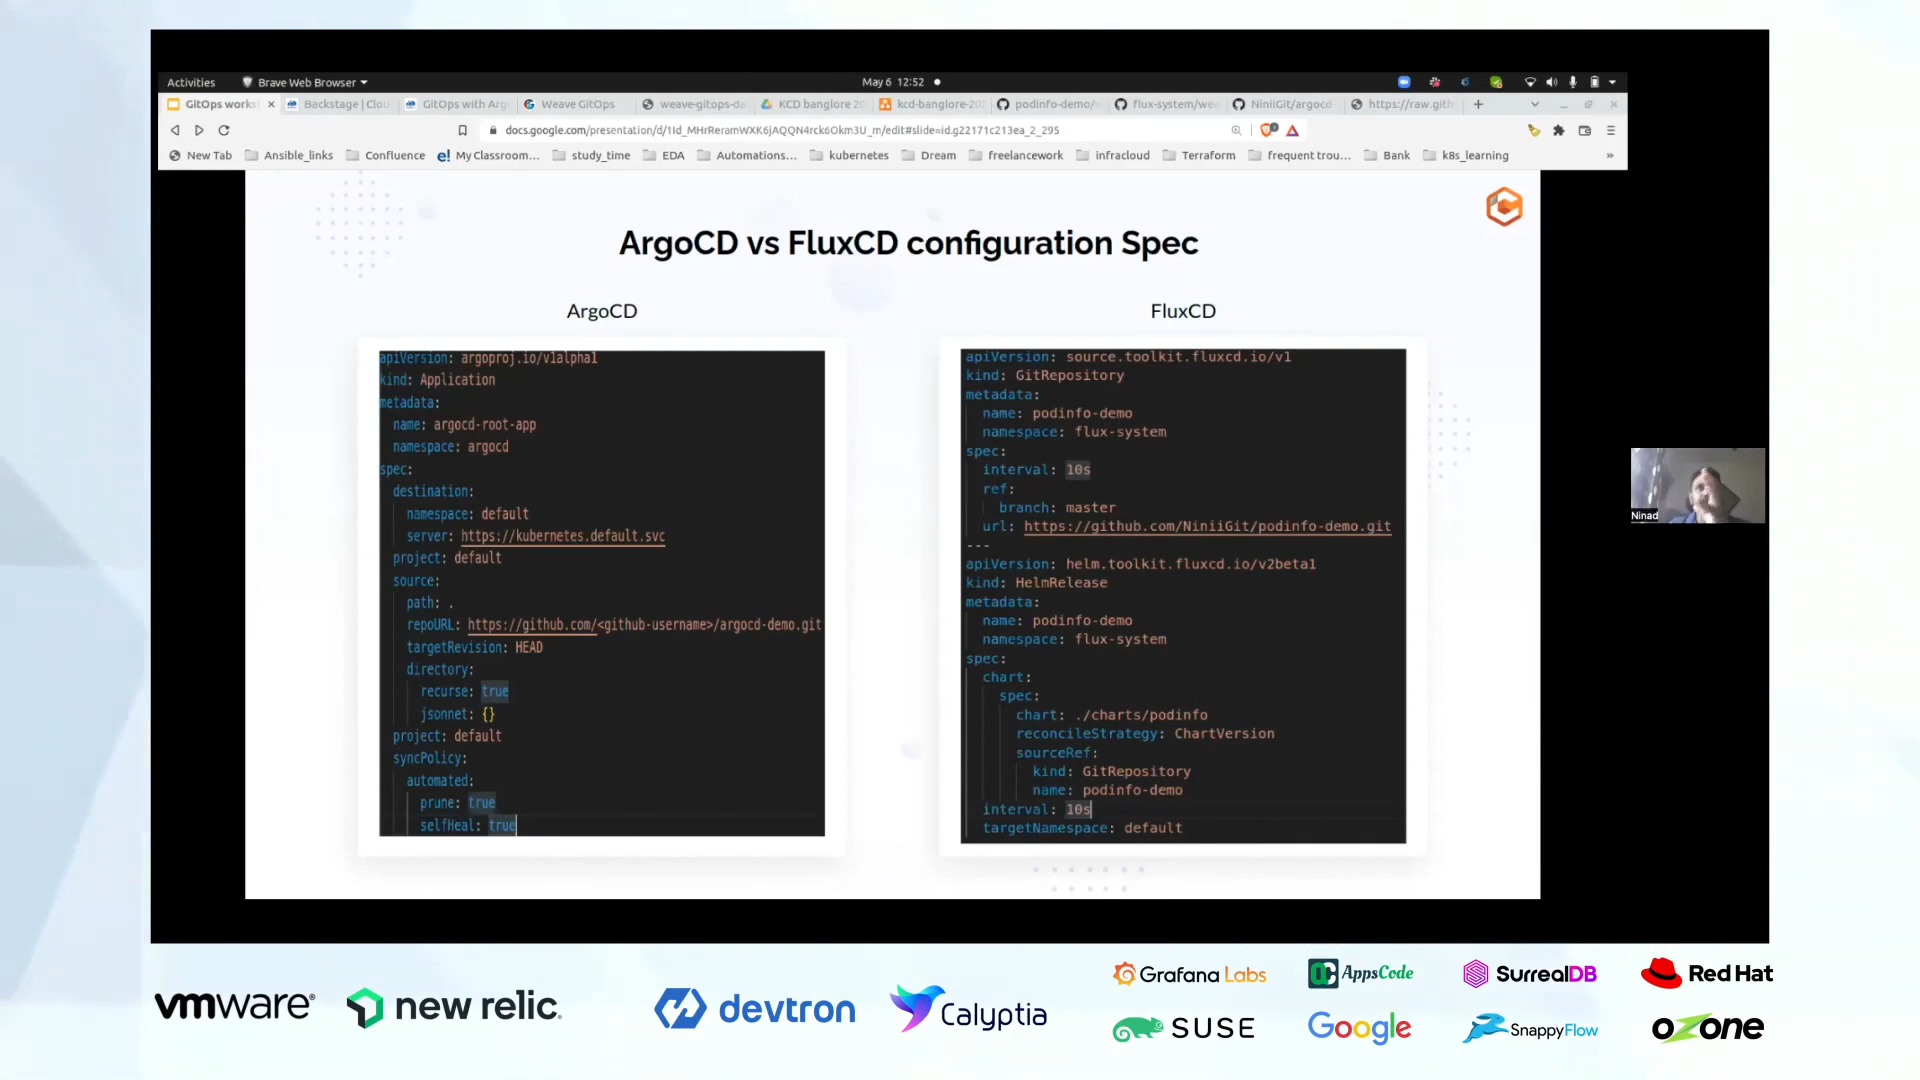 Activities
Brave Web Browser
May 6 12:52
GitOps works
Backstage | Clou
GitOps with Arg
Weave GitOps
weave-gitops-da
KCD banglore 20
kcd-banglore-20
podinfo-demo/
flux-system/wea
NiniiGit/argocd
https://raw.gith
docs.google.com/presentation/d/1Id_MHrReramWXK6jAQQN4rck6Okm3U_m/edit#slide=id.g22171c213ea_2_295
New Tab
Ansible_links
Confluence
My Classroom...
study_time
EDA
Automations...
kubernetes
Dream
freelancework
infracloud
Terraform
frequent trou...
Bank
k8s_learning
ArgoCD vs FluxCD configuration Spec
ArgoCD
apiVersion: argoproj.io/v1alpha1
kind: Application
metadata:
name: argocd-root-app
namespace: argocd
spec:
destination:
namespace: default
server: https://kubernetes.default.svc
project: default
source:
path: .
repoURL: https://github.com/<github-username>/argocd-demo.git
targetRevision: HEAD
directory:
recurse: true
jsonnet: {}
project: default
syncPolicy:
automated:
prune: true
selfHeal: true
FluxCD
apiVersion: source.toolkit.fluxcd.io/v1
kind: GitRepository
metadata:
name: podinfo-demo
namespace: flux-system
spec:
interval: 10s
ref:
branch: master
url: https://github.com/NiniiGit/podinfo-demo.git
---
apiVersion: helm.toolkit.fluxcd.io/v2beta1
kind: HelmRelease
metadata:
name: podinfo-demo
namespace: flux-system
spec:
chart:
spec:
chart: ./charts/podinfo
reconcileStrategy: ChartVersion
sourceRef:
kind: GitRepository
name: podinfo-demo
interval: 10s
targetNamespace: default
Ninad
vmware®
new relic.
devtron
Calyptia
Grafana Labs
AppsCode
SurrealDB
Red Hat
SUSE
Google
SnappyFlow
ozone